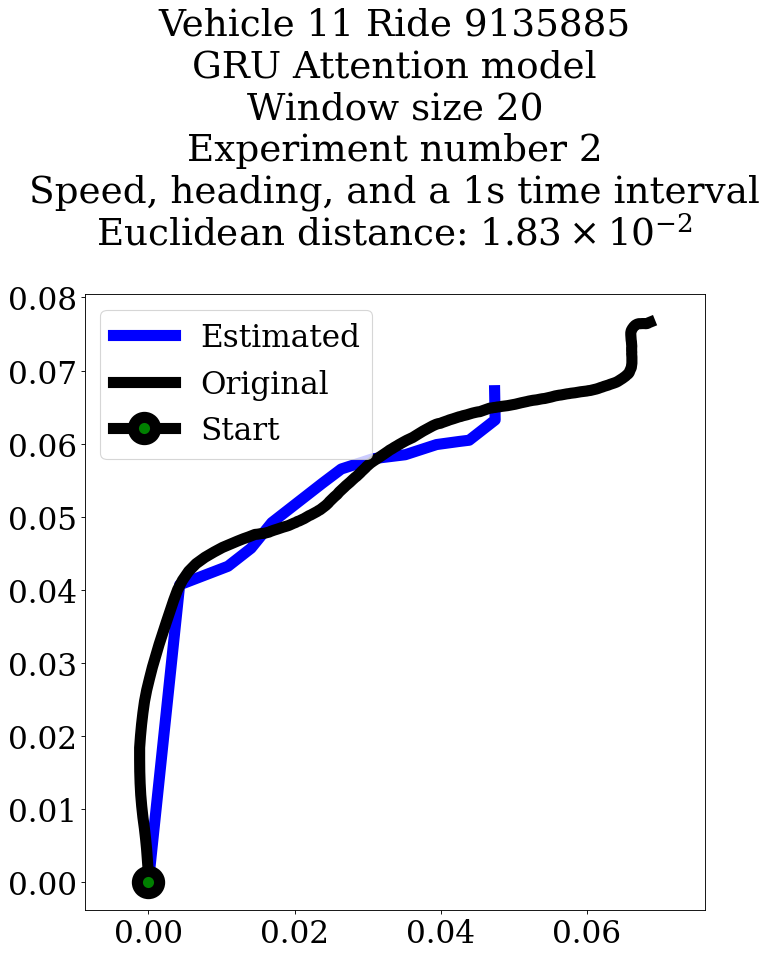 Vehicle 11 Ride 9135885
GRU Attention model
Window size 20
Experiment number 2
Speed, heading, and a 1s time interval
Euclidean distance: 1.83 × 10⁻²
0.08
0.07
0.06
0.05
0.04
0.03
0.02
0.01
0.00
Estimated
Original
Start
0.00 0.02 0.04 0.06